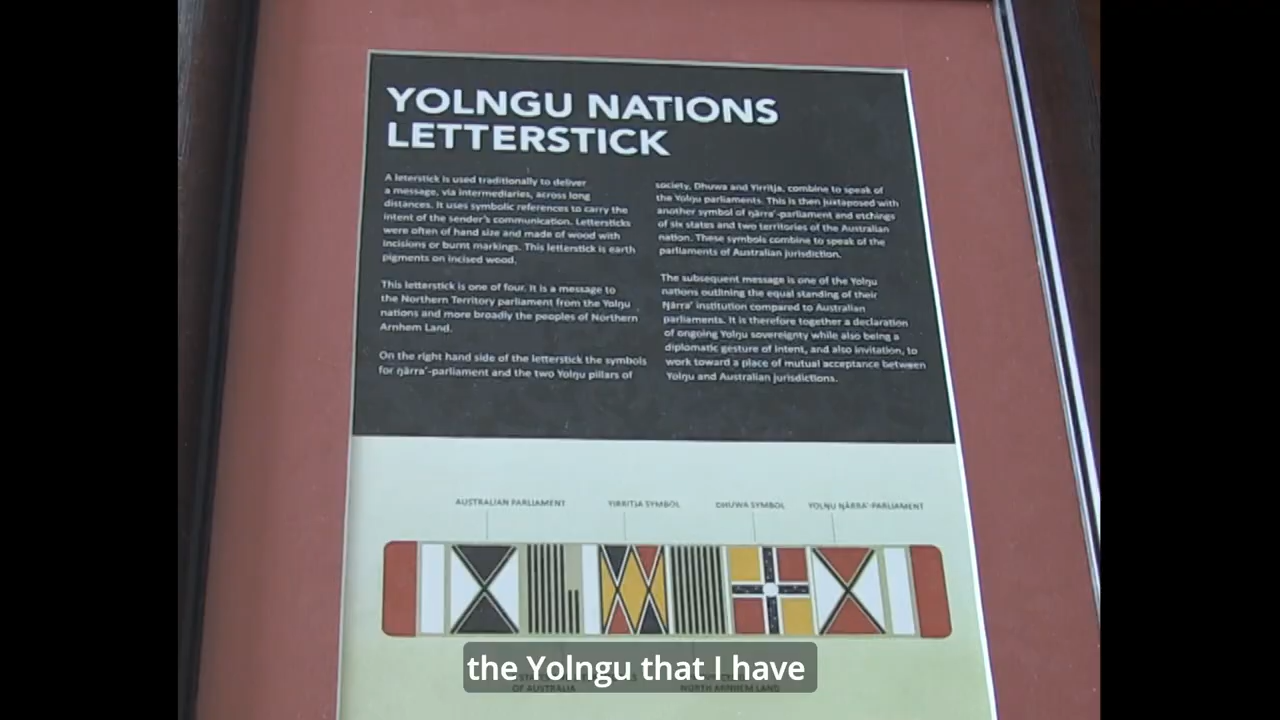 YOLNGU NATIONS
LETTERSTICK
A leterstick is used traditionally to deliver
a message, via intermediaries, across long
distances. It uses symbolic references to carry the
intent of the sender's communication. Lettersticks
were often of hand size and made of wood with
incisions or burnt markings. This letterstick is earth
pigments on incised wood.
This letterstick is one of four. It is a message to
the Northern Territory parliament from the Yolŋu
nations and more broadly the peoples of Northern
Arnhem Land.
On the right hand side of the letterstick the symbols
for ŋärra'-parliament and the two Yolŋu pillars of
society, Dhuwa and Yirritja, combine to speak of
the Yolŋu parliaments. This is then juxtaposed with
another symbol of ŋärra'-parliament and etchings
of six states and two territories of the Australian
nation. These symbols combine to speak of the
parliaments of Australian jurisdiction.
The subsequent message is one of the Yolŋu
nations outlining the equal standing of their
Ŋärra' institution compared to Australian
parliaments. It is therefore together a declaration
of ongoing Yolŋu sovereignty while also being a
diplomatic gesture of intent, and also invitation, to
work toward a place of mutual acceptance between
Yolŋu and Australian jurisdictions.
AUSTRALIAN PARLIAMENT
YIRRITJA SYMBOL
DHUWA SYMBOL
YOLŊU ŊÄRRA'-PARLIAMENT
the Yolngu that I have
OF AUSTRALIA
NORTH ARNHEM LAND